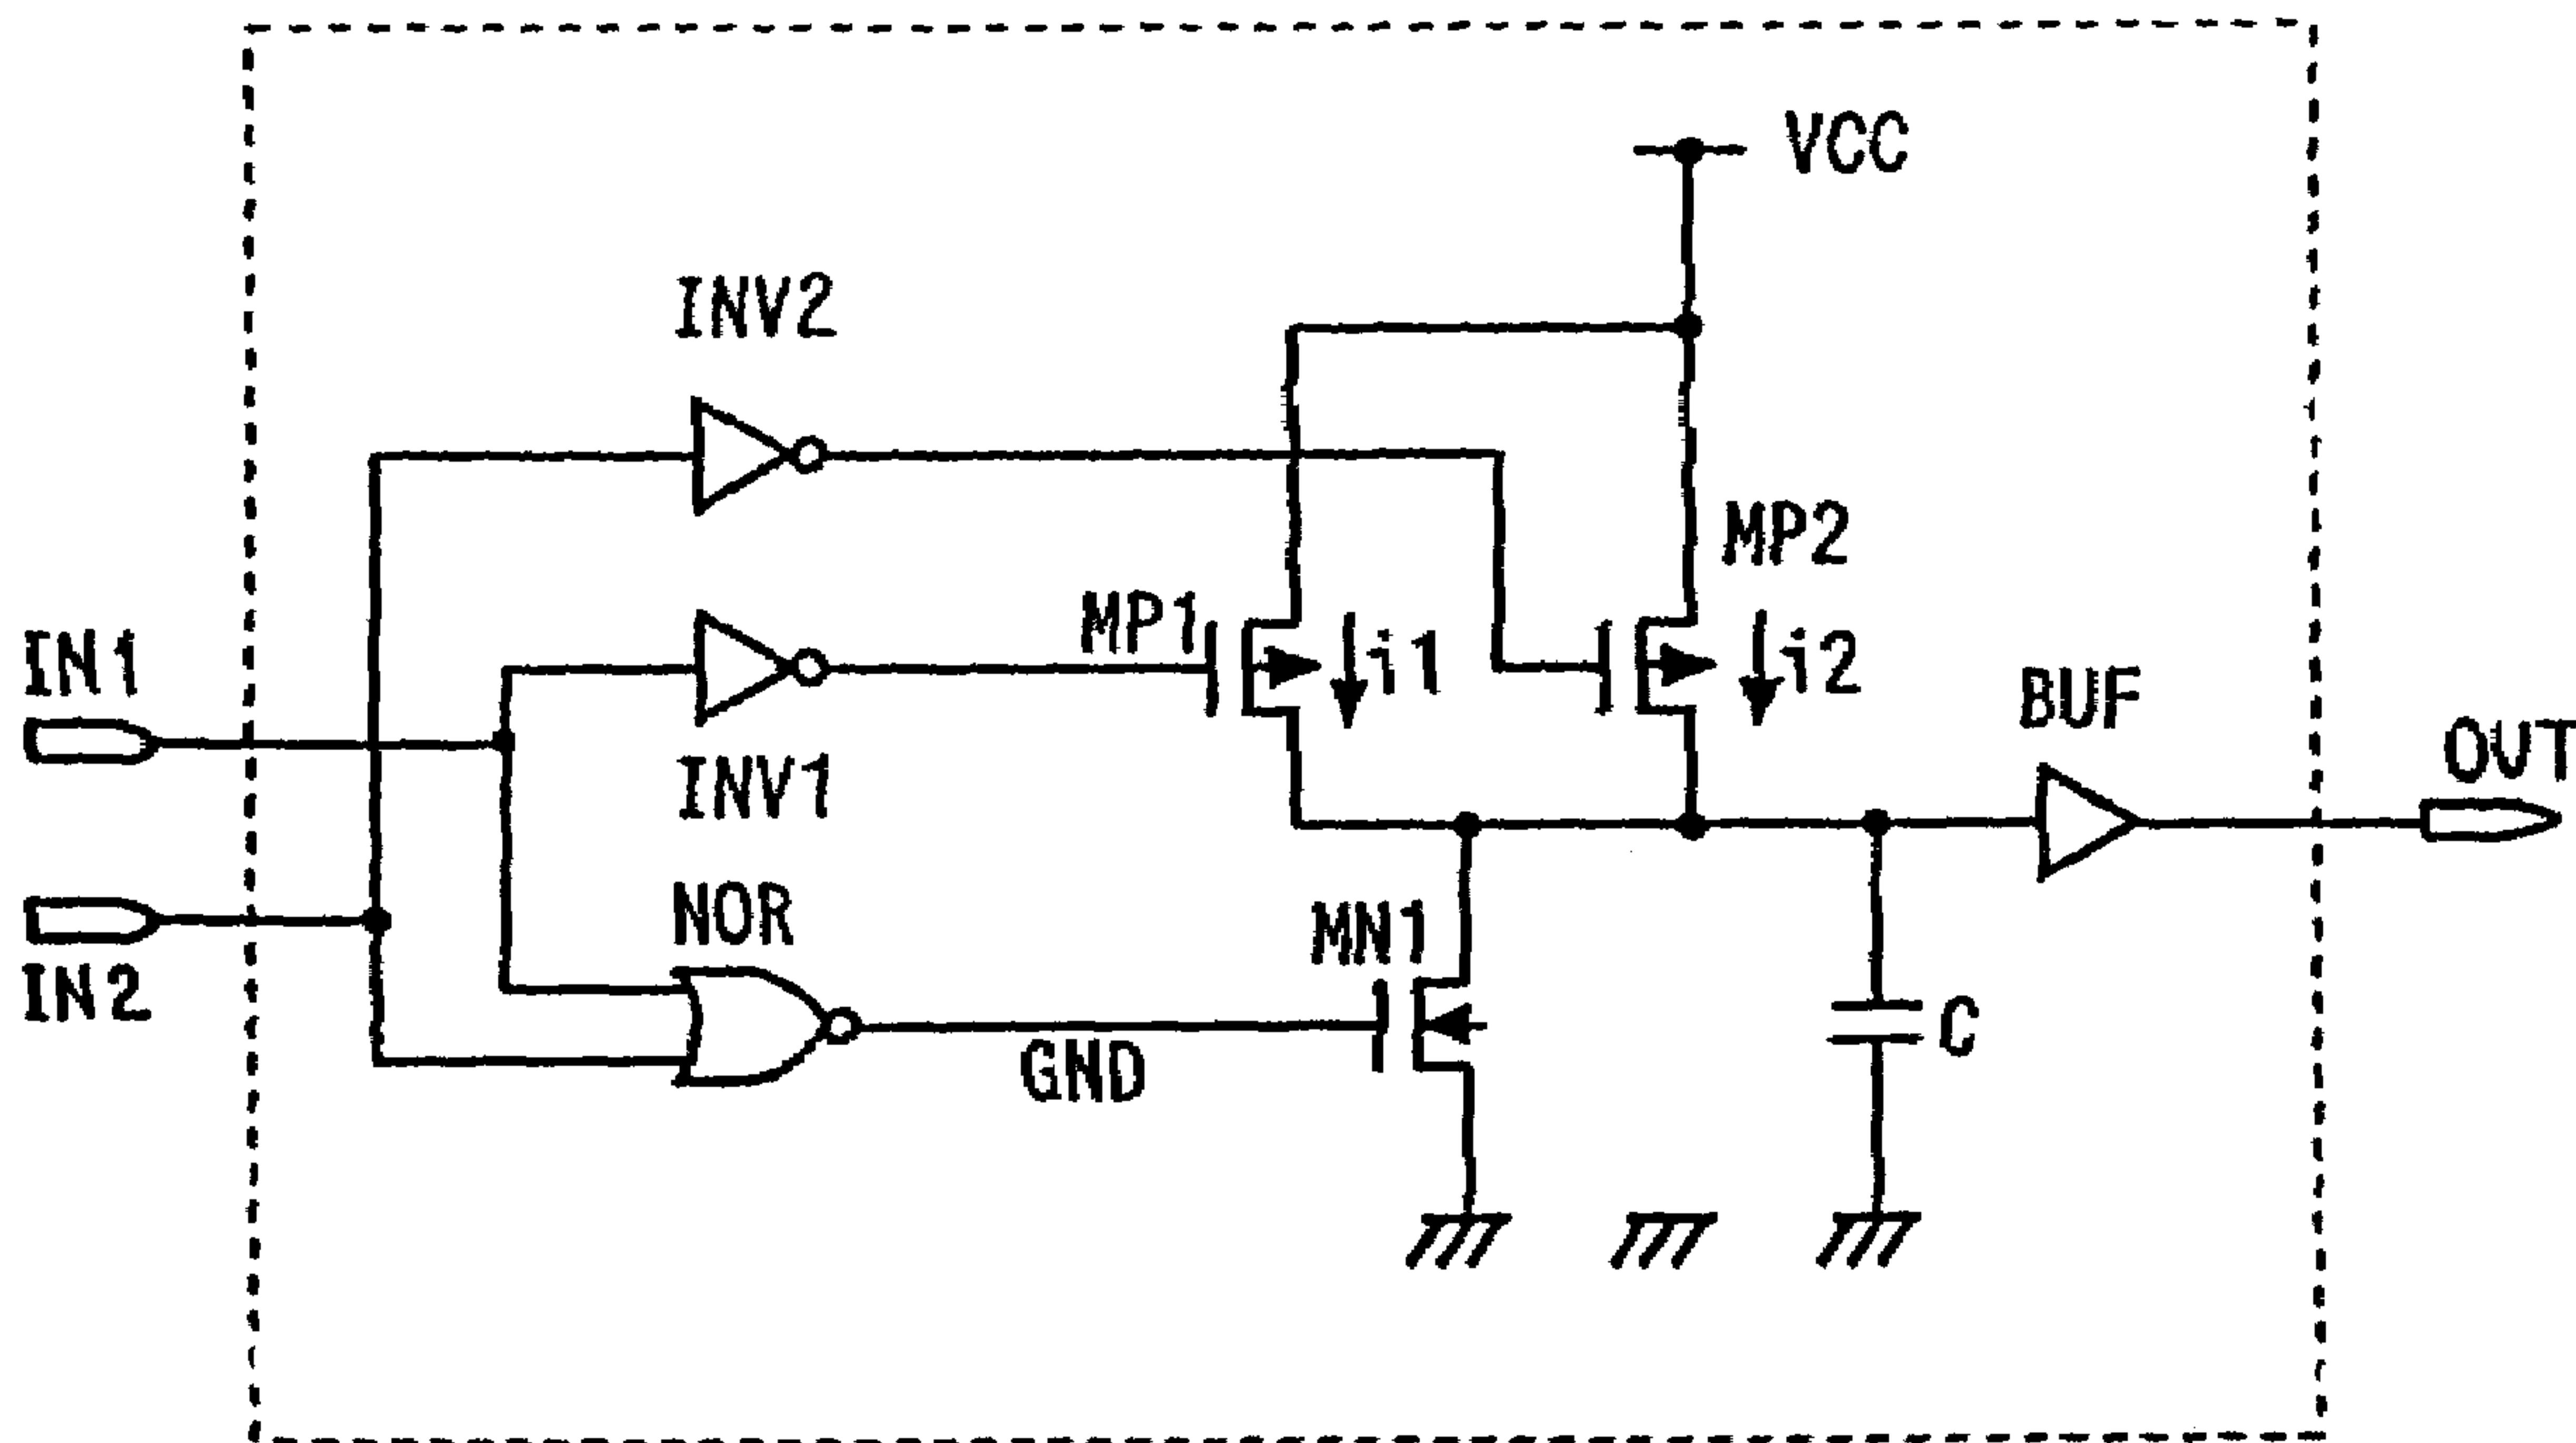 VCC
INV2
MP2
MP1
i1
i2
IN1
BUF
OUT
INV1
NOR
MN1
IN2
GND
C